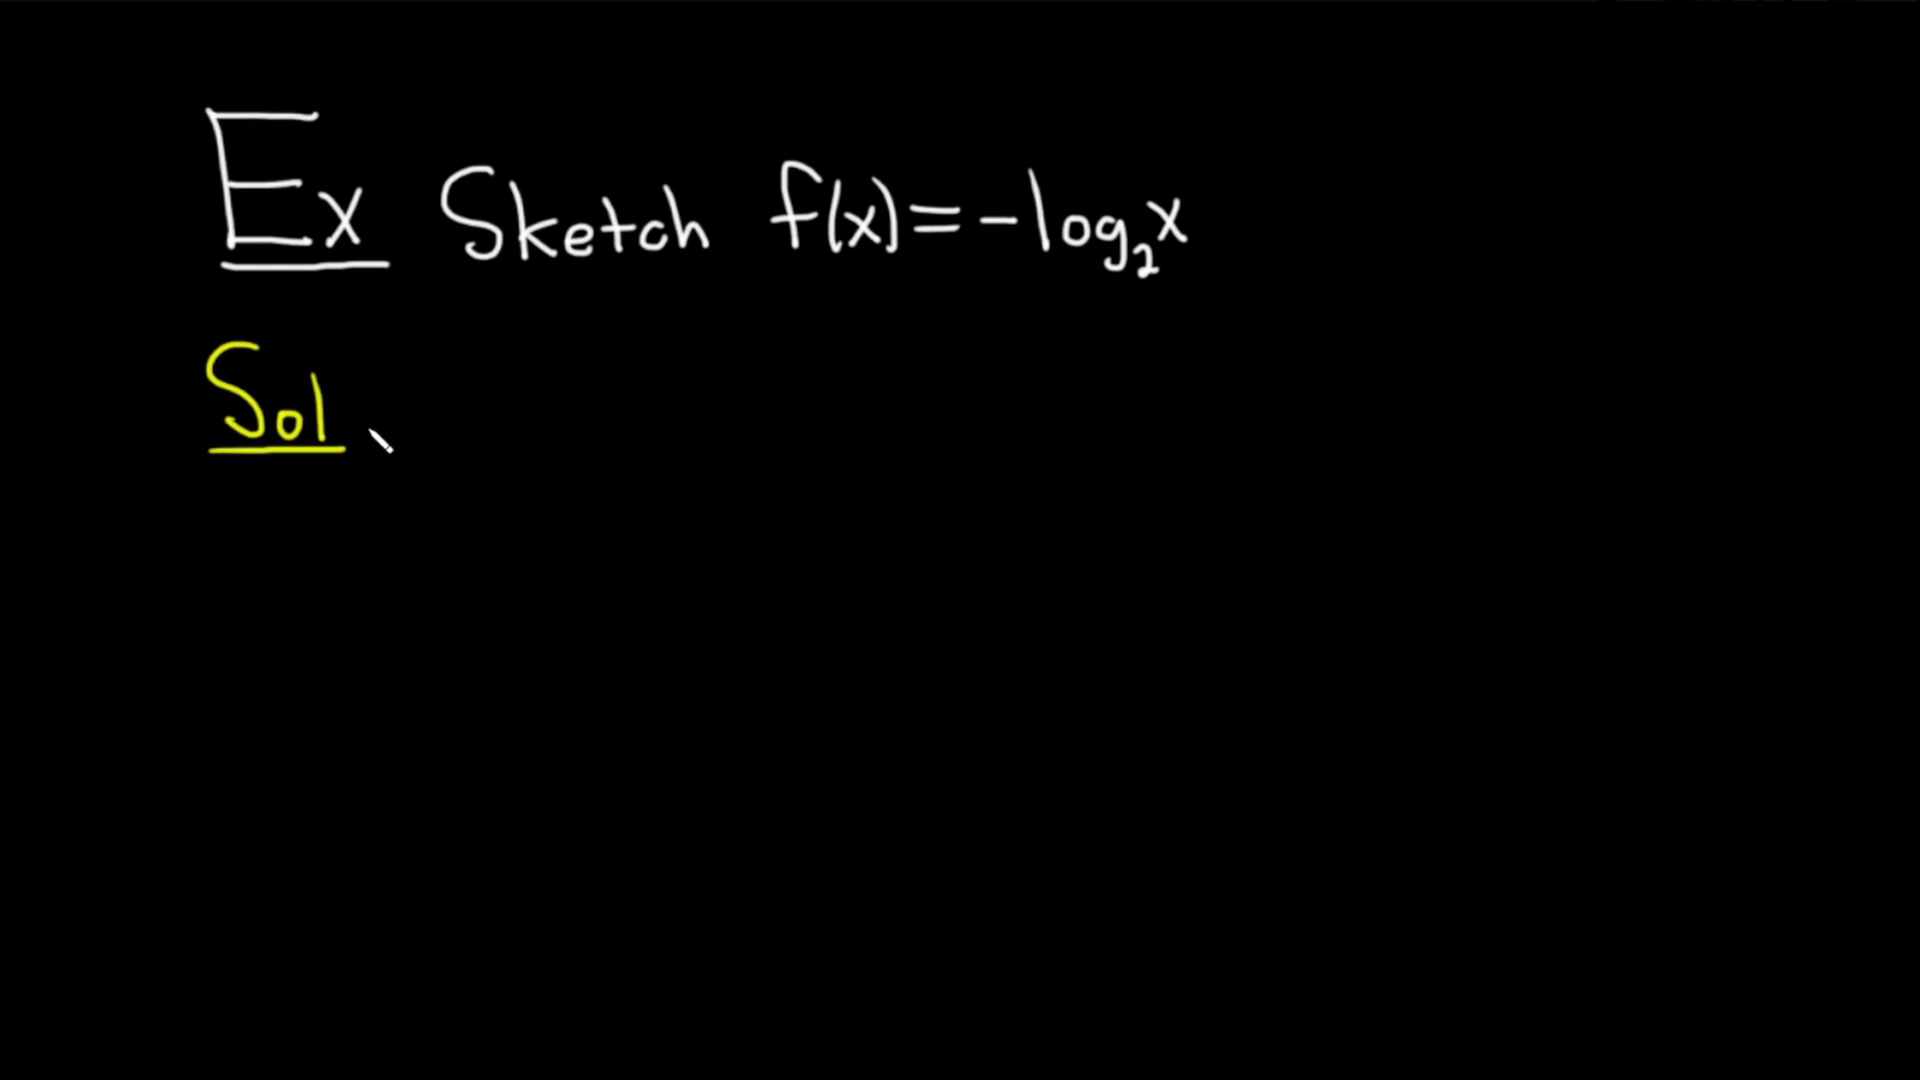 Ex Sketch f(x) = -log₂x
Sol